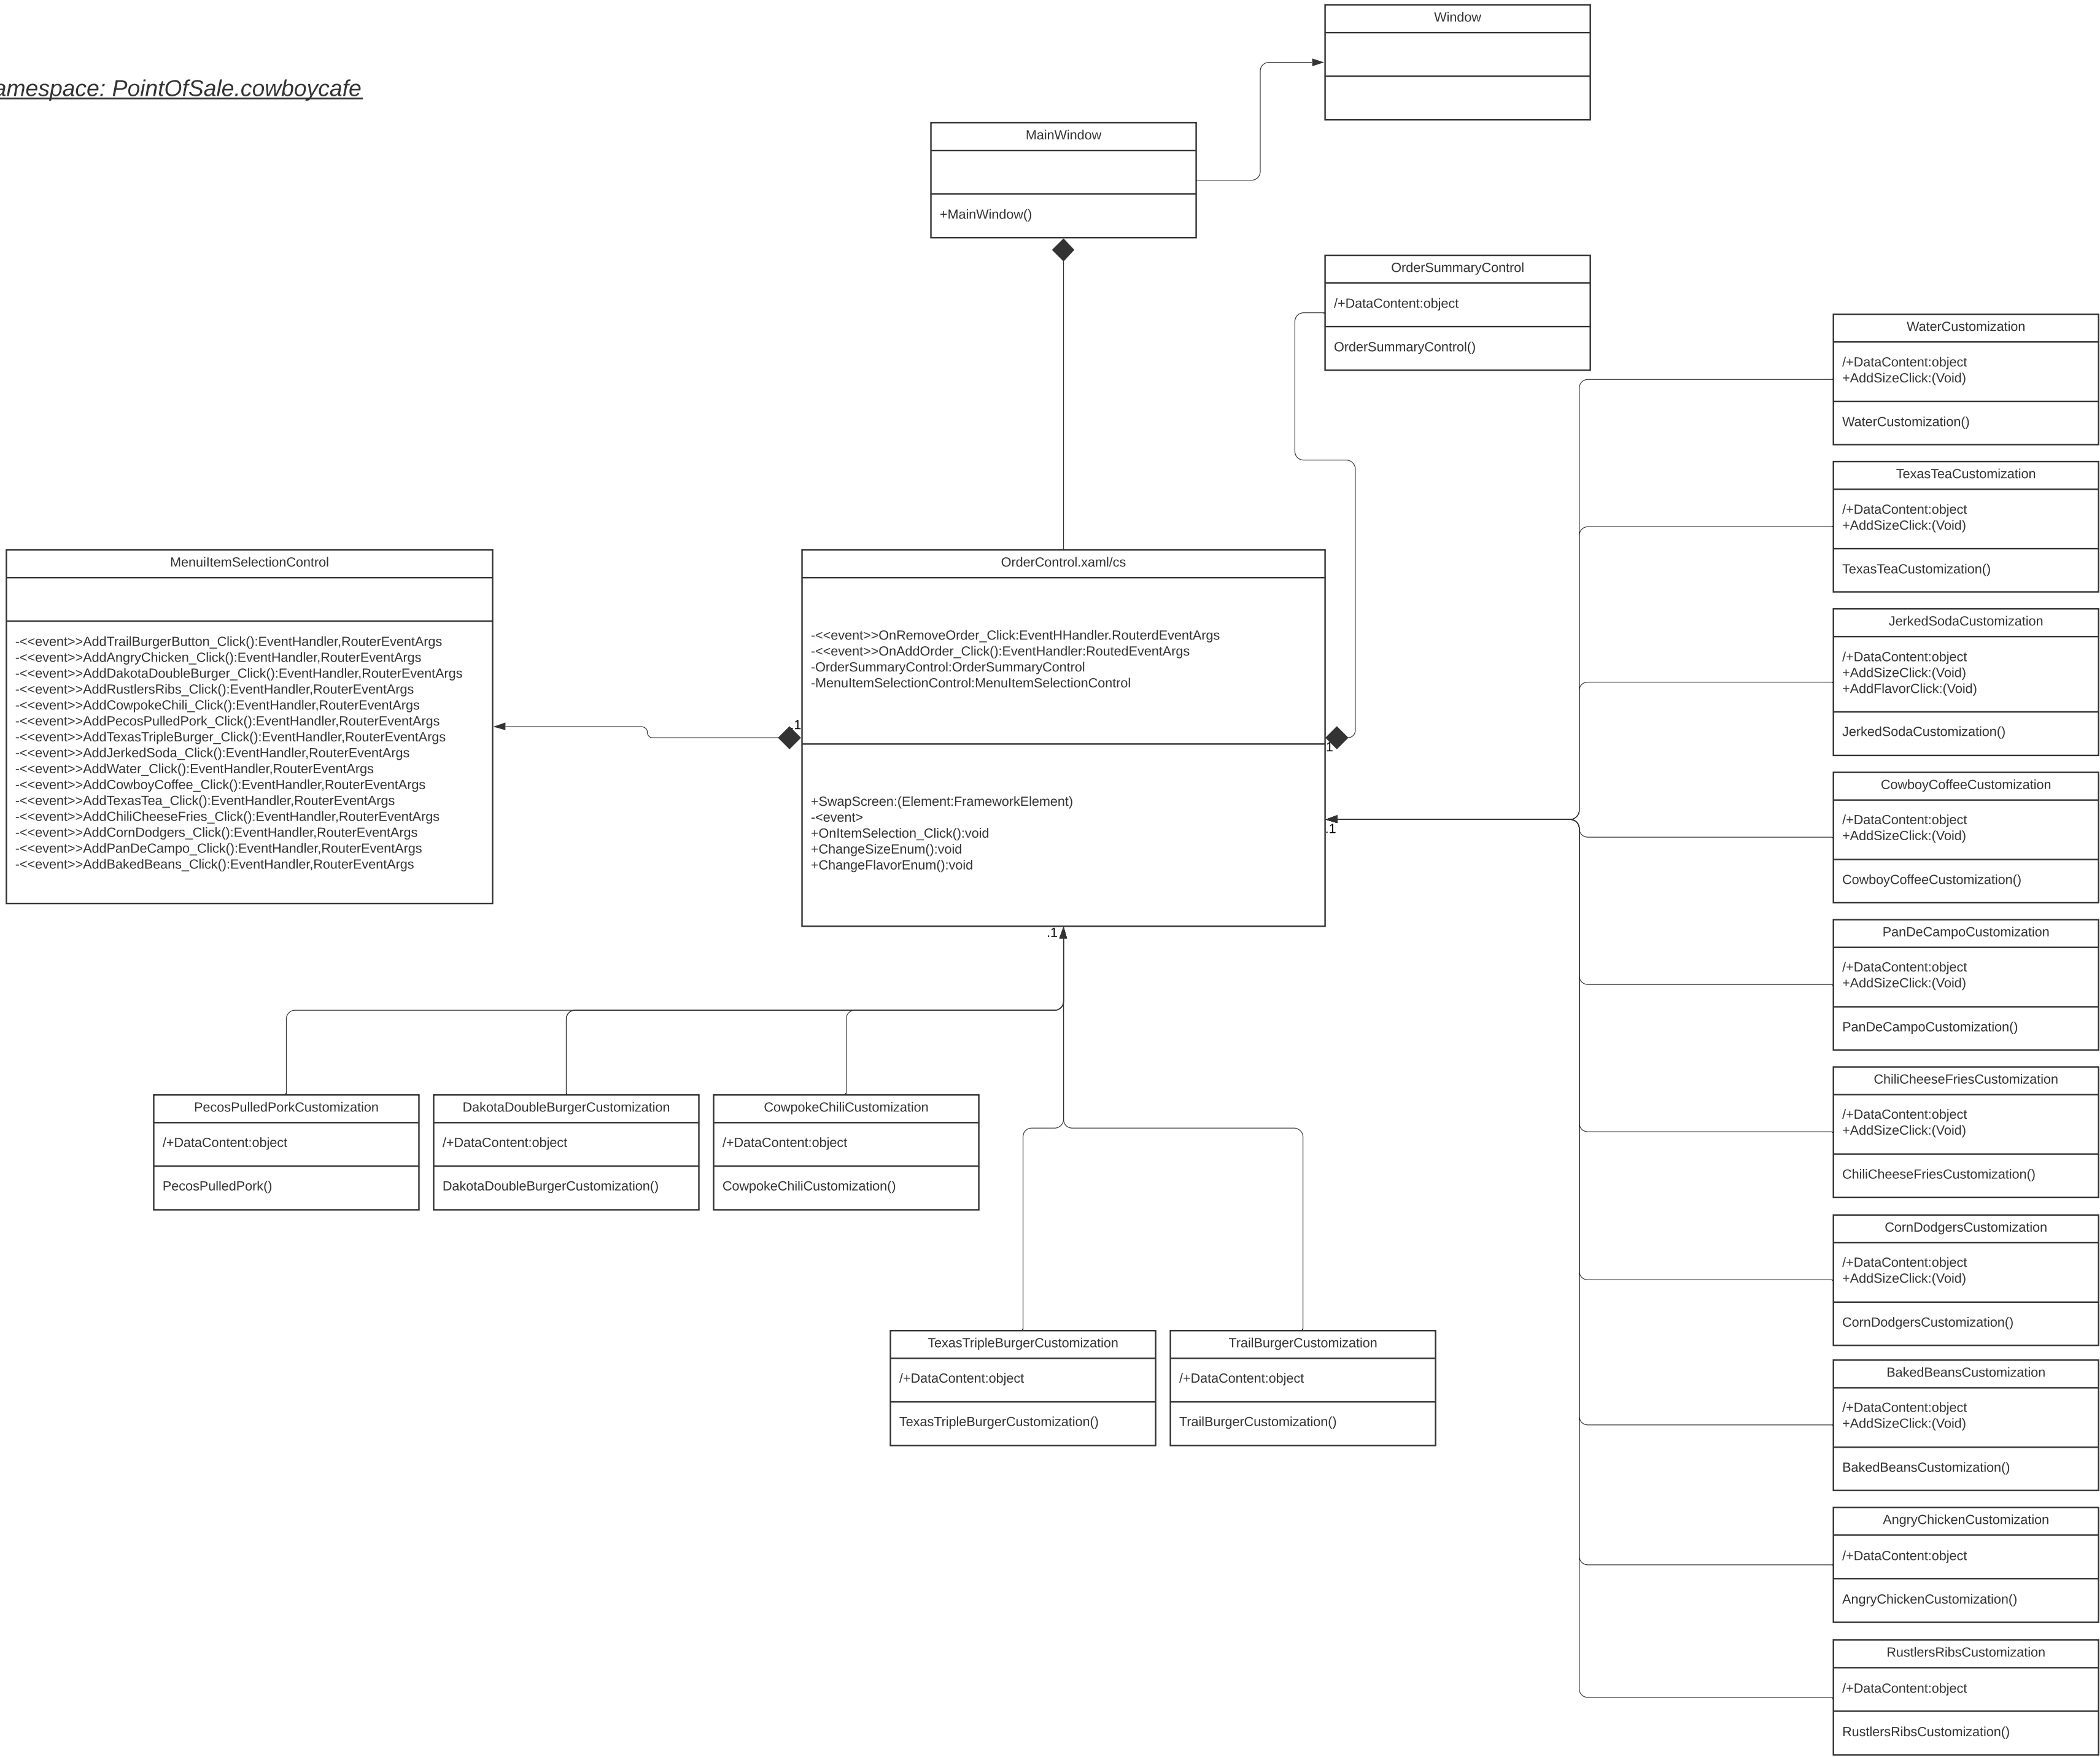 Window
amespace: PointOfSale.cowboycafe
MainWindow
+MainWindow()
OrderSummaryControl
/+DataContent:object
OrderSummaryControl()
WaterCustomization
/+DataContent:object
+AddSizeClick:(Void)
WaterCustomization()
TexasTeaCustomization
/+DataContent:object
+AddSizeClick:(Void)
TexasTeaCustomization()
MenuiItemSelectionControl
-<<event>>AddTrailBurgerButton_Click():EventHandler,RouterEventArgs
-<<event>>AddAngryChicken_Click():EventHandler,RouterEventArgs
-<<event>>AddDakotaDoubleBurger_Click():EventHandler,RouterEventArgs
-<<event>>AddRustlersRibs_Click():EventHandler,RouterEventArgs
-<<event>>AddCowpokeChili_Click():EventHandler,RouterEventArgs
-<<event>>AddPecosPulledPork_Click():EventHandler,RouterEventArgs
-<<event>>AddTexasTripleBurger_Click():EventHandler,RouterEventArgs
-<<event>>AddJerkedSoda_Click():EventHandler,RouterEventArgs
-<<event>>AddWater_Click():EventHandler,RouterEventArgs
-<<event>>AddCowboyCoffee_Click():EventHandler,RouterEventArgs
-<<event>>AddTexasTea_Click():EventHandler,RouterEventArgs
-<<event>>AddChiliCheeseFries_Click():EventHandler,RouterEventArgs
-<<event>>AddCornDodgers_Click():EventHandler,RouterEventArgs
-<<event>>AddPanDeCampo_Click():EventHandler,RouterEventArgs
-<<event>>AddBakedBeans_Click():EventHandler,RouterEventArgs
OrderControl.xaml/cs
-<<event>>OnRemoveOrder_Click:EventHHandler.RouterdEventArgs
-<<event>>OnAddOrder_Click():EventHandler:RoutedEventArgs
-OrderSummaryControl:OrderSummaryControl
-MenuItemSelectionControl:MenuItemSelectionControl
1
1
+SwapScreen:(Element:FrameworkElement)
-<event>
+OnItemSelection_Click():void
+ChangeSizeEnum():void
+ChangeFlavorEnum():void
.1
.1
JerkedSodaCustomization
/+DataContent:object
+AddSizeClick:(Void)
+AddFlavorClick:(Void)
JerkedSodaCustomization()
CowboyCoffeeCustomization
/+DataContent:object
+AddSizeClick:(Void)
CowboyCoffeeCustomization()
PanDeCampoCustomization
/+DataContent:object
+AddSizeClick:(Void)
PanDeCampoCustomization()
PecosPulledPorkCustomization
/+DataContent:object
PecosPulledPork()
DakotaDoubleBurgerCustomization
/+DataContent:object
DakotaDoubleBurgerCustomization()
CowpokeChiliCustomization
/+DataContent:object
CowpokeChiliCustomization()
ChiliCheeseFriesCustomization
/+DataContent:object
+AddSizeClick:(Void)
ChiliCheeseFriesCustomization()
CornDodgersCustomization
/+DataContent:object
+AddSizeClick:(Void)
CornDodgersCustomization()
TexasTripleBurgerCustomization
/+DataContent:object
TexasTripleBurgerCustomization()
TrailBurgerCustomization
/+DataContent:object
TrailBurgerCustomization()
BakedBeansCustomization
/+DataContent:object
+AddSizeClick:(Void)
BakedBeansCustomization()
AngryChickenCustomization
/+DataContent:object
AngryChickenCustomization()
RustlersRibsCustomization
/+DataContent:object
RustlersRibsCustomization()